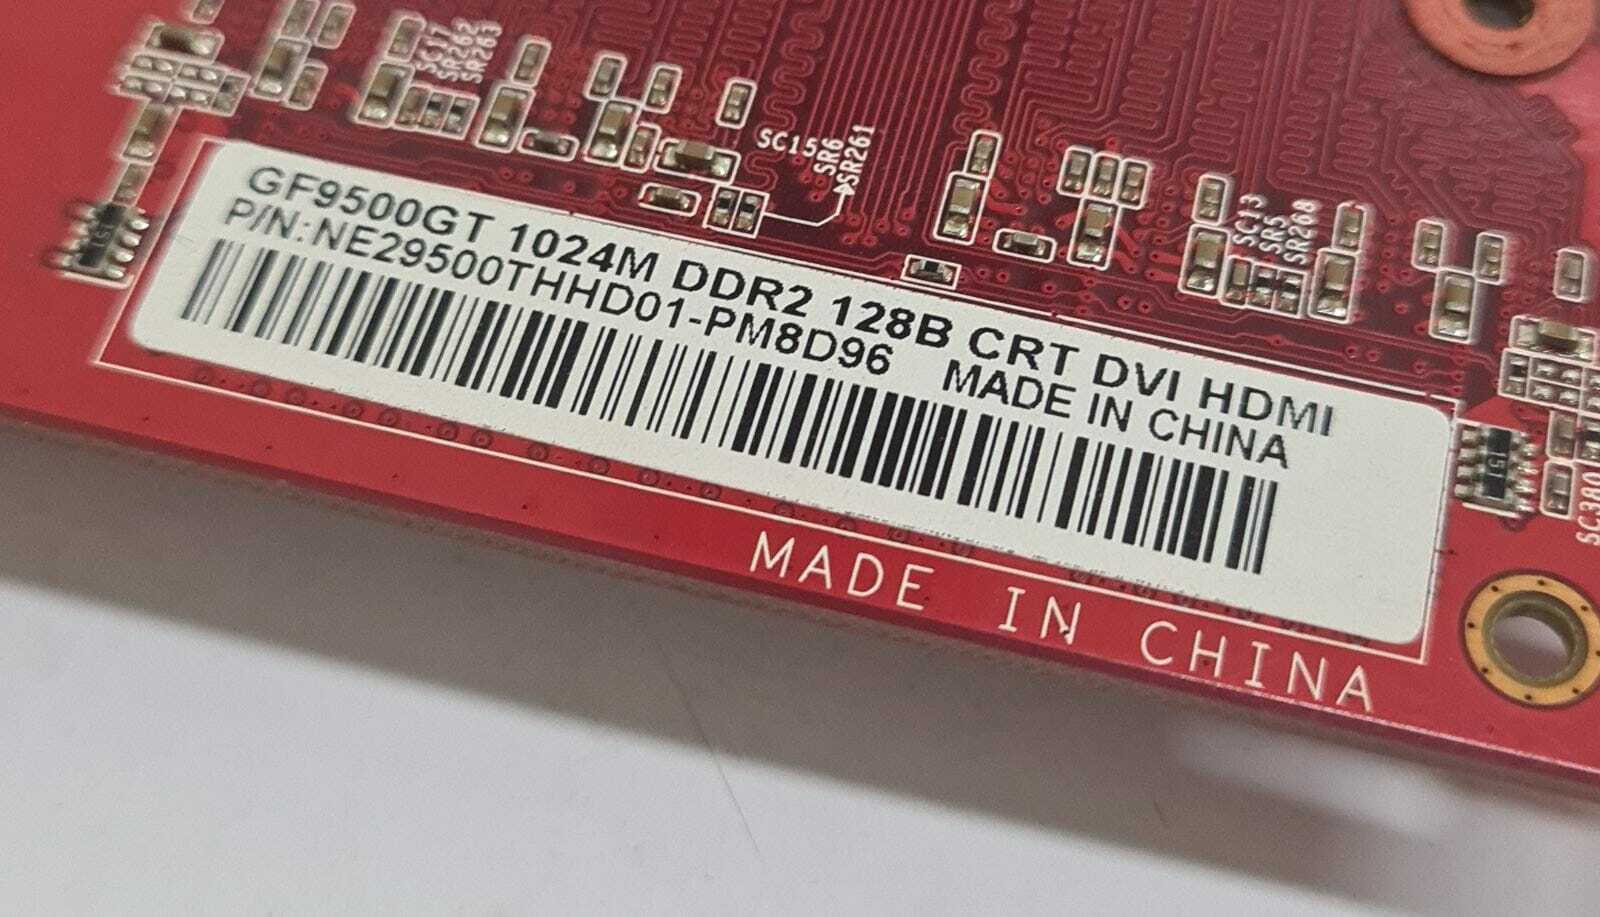 SC17
SR262
SR263
SC15
SR6
SR261
SC13
SR5
SR268
GF9500GT 1024M DDR2 128B CRT DVI HDMI
P/N:NE29500THHD01-PM8D96 MADE IN CHINA
SC380
MADE IN CHINA